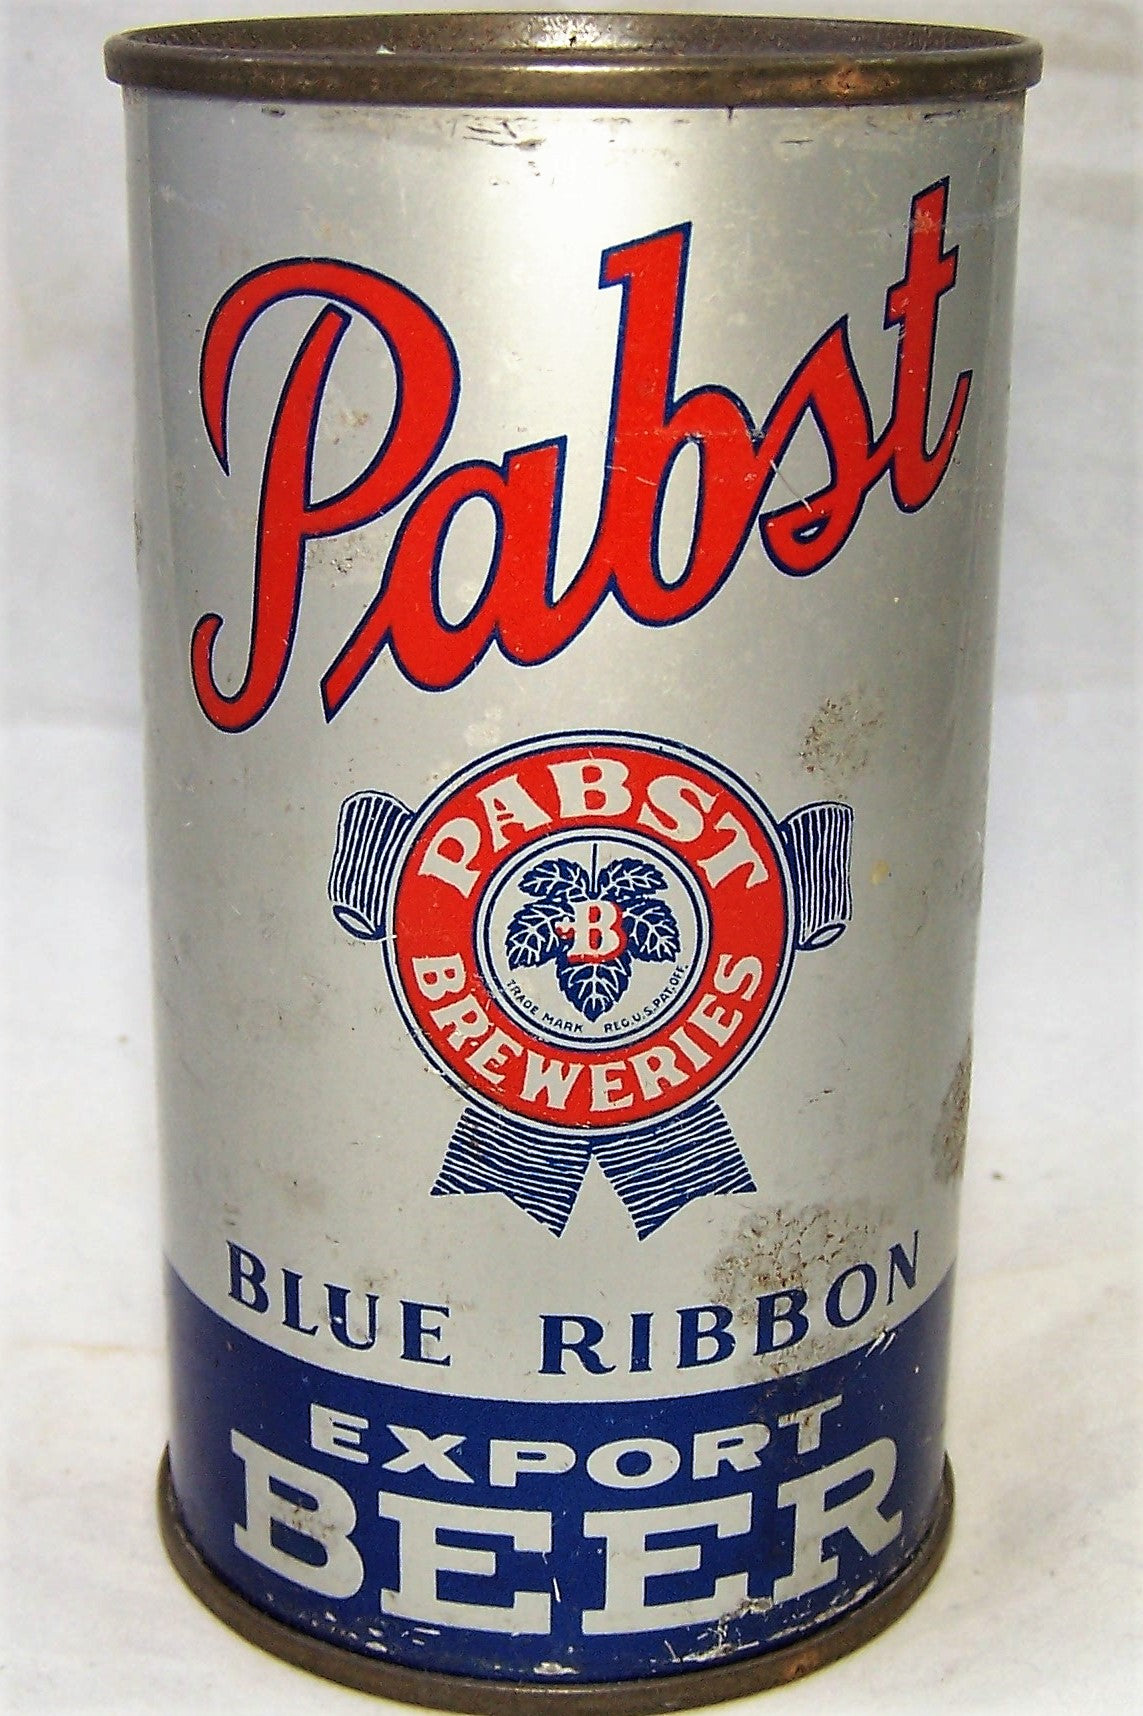 Pabst
PABST
B
TRADE MARK REG.U.S.PAT.OFF.
BREWERIES
BLUE RIBBON
EXPORT
BEER